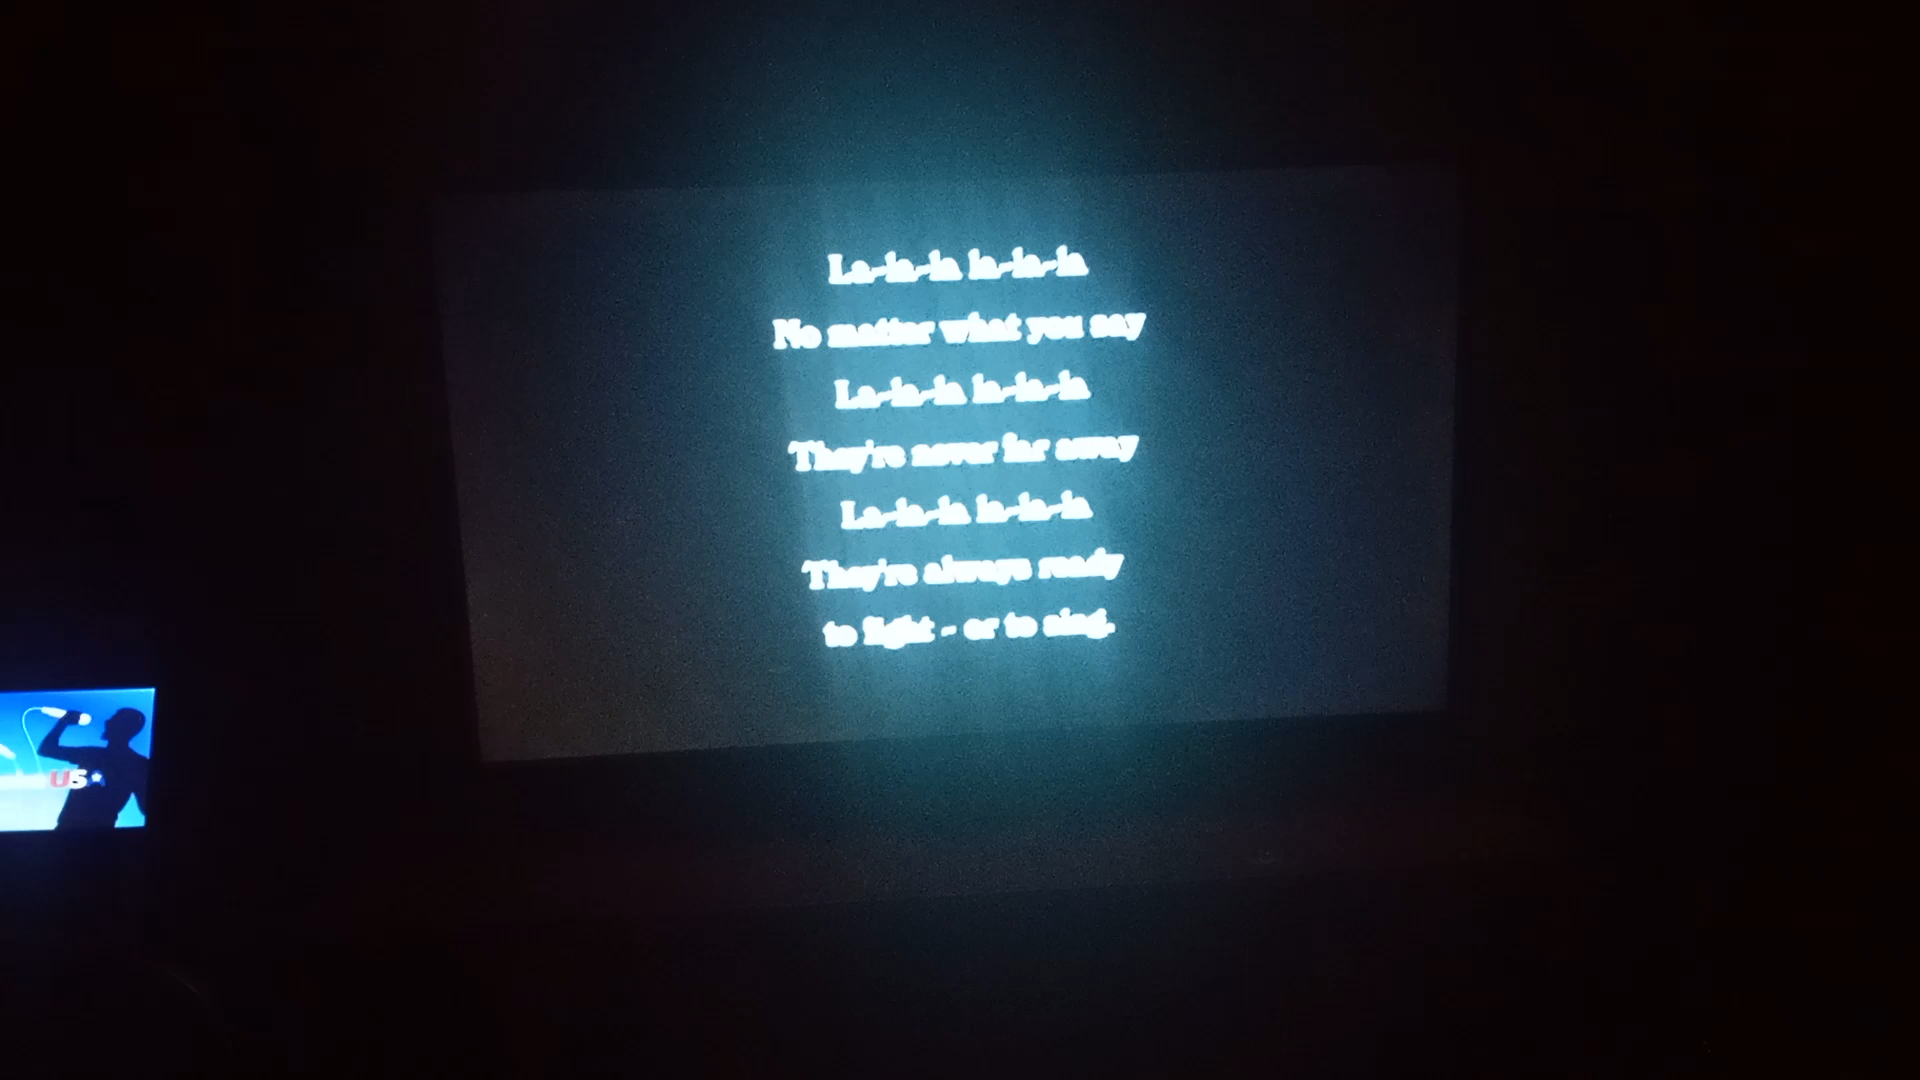 La-la-la la-la-la
No matter what you say
La-la-la la-la-la
They're never far away
La-la-la la-la-la
They're always ready
to fight - or to sing.
US